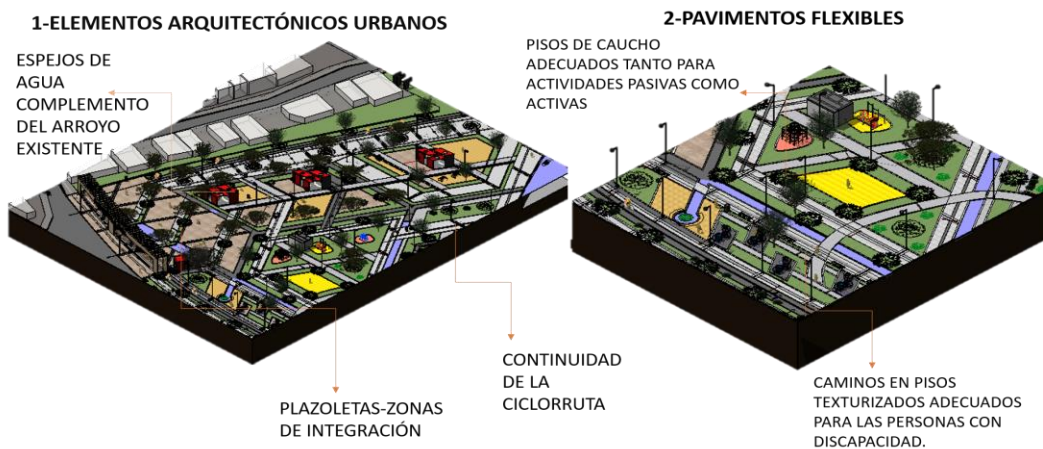 1-ELEMENTOS ARQUITECTÓNICOS URBANOS
ESPEJOS DE
AGUA
COMPLEMENTO
DEL ARROYO
EXISTENTE
PLAZOLETAS-ZONAS
DE INTEGRACIÓN
CONTINUIDAD
DE LA
CICLORRUTA
2-PAVIMENTOS FLEXIBLES
PISOS DE CAUCHO
ADECUADOS TANTO PARA
ACTIVIDADES PASIVAS COMO
ACTIVAS
CAMINOS EN PISOS
TEXTURIZADOS ADECUADOS
PARA LAS PERSONAS CON
DISCAPACIDAD.